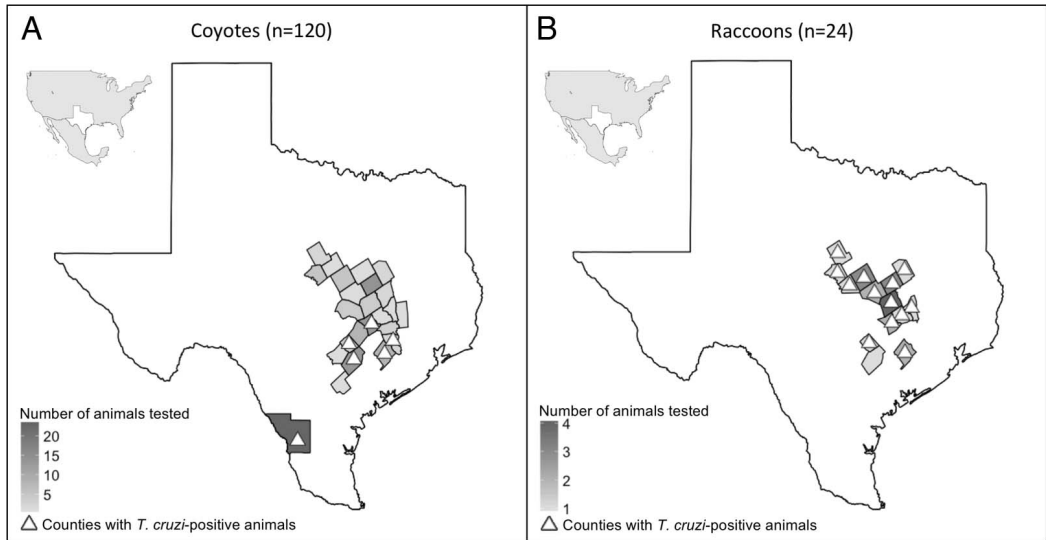 A
Coyotes (n=120)
Number of animals tested
20
15
10
5
Counties with T. cruzi-positive animals
B
Raccoons (n=24)
Number of animals tested
4
3
2
1
Counties with T. cruzi-positive animals